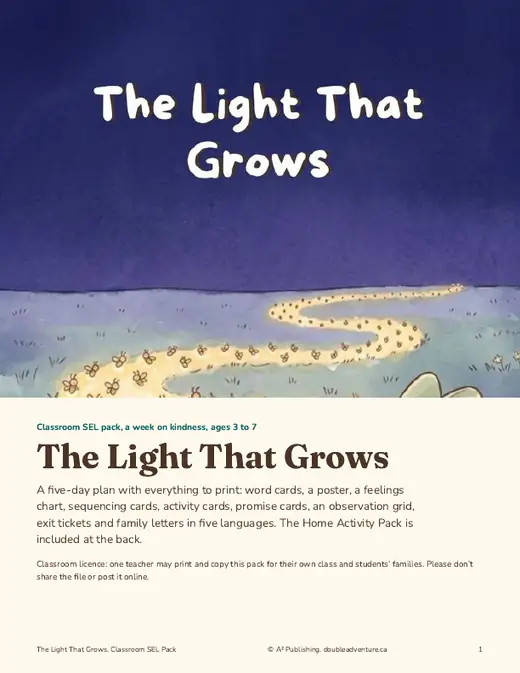 The Light That
Grows
Classroom SEL pack, a week on kindness, ages 3 to 7
The Light That Grows
A five-day plan with everything to print: word cards, a poster, a feelings
chart, sequencing cards, activity cards, promise cards, an observation grid,
exit tickets and family letters in five languages. The Home Activity Pack is
included at the back.
Classroom licence: one teacher may print and copy this pack for their own class and students' families. Please don't
share the file or post it online.
The Light That Grows. Classroom SEL Pack
© A² Publishing. doubleadventure.ca
1